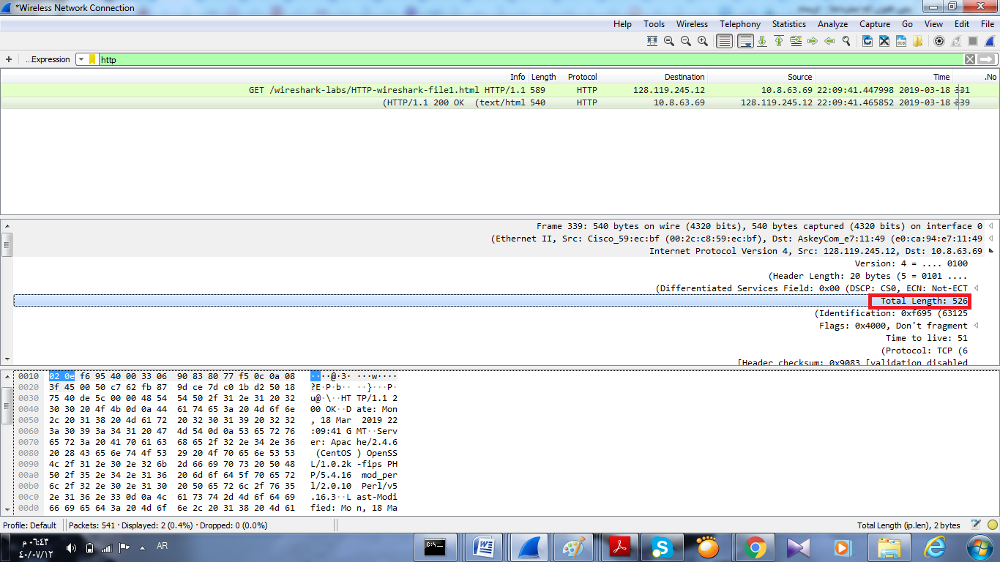 *Wireless Network Connection
Help Tools Wireless Telephony Statistics Analyze Capture Go View Edit File
+ ...Expression http
Info Length Protocol Destination Source Time .No
GET /wireshark-labs/HTTP-wireshark-file1.html HTTP/1.1 589 HTTP 128.119.245.12 10.8.63.69 22:09:41.447998 2019-03-18 331
(HTTP/1.1 200 OK (text/html 540 HTTP 10.8.63.69 128.119.245.12 22:09:41.465852 2019-03-18 339
Frame 339: 540 bytes on wire (4320 bits), 540 bytes captured (4320 bits) on interface 0
(Ethernet II, Src: Cisco_59:ec:bf (00:2c:c8:59:ec:bf), Dst: AskeyCom_e7:11:49 (e0:ca:94:e7:11:49
Internet Protocol Version 4, Src: 128.119.245.12, Dst: 10.8.63.69
Version: 4 = .... 0100
(Header Length: 20 bytes (5 = 0101 ....
(Differentiated Services Field: 0x00 (DSCP: CS0, ECN: Not-ECT
Total Length: 526
(Identification: 0xf695 (63125
Flags: 0x4000, Don't fragment
Time to live: 51
(Protocol: TCP (6
[Header checksum: 0x9083 [validation disabled
0010 02 0e f6 95 40 00 33 06 90 83 80 77 f5 0c 0a 08 ····@·3· ···w····
0020 3f 45 00 50 c7 62 fb 87 9d ce 7d c0 1b d2 50 18 ?E·P·b·· ··}···P·
0030 75 40 de 5c 00 00 48 54 54 50 2f 31 2e 31 20 32 u@·\··HT TP/1.1 2
0040 30 30 20 4f 4b 0d 0a 44 61 74 65 3a 20 4d 6f 6e 00 OK··D ate: Mon
0050 2c 20 31 38 20 4d 61 72 20 32 30 31 39 20 32 32 , 18 Mar 2019 22
0060 3a 30 39 3a 34 31 20 47 4d 54 0d 0a 53 65 72 76 :09:41 G MT··Serv
0070 65 72 3a 20 41 70 61 63 68 65 2f 32 2e 34 2e 36 er: Apac he/2.4.6
0080 20 28 43 65 6e 74 4f 53 29 20 4f 70 65 6e 53 53 (CentOS ) OpenSS
0090 4c 2f 31 2e 30 2e 32 6b 2d 66 69 70 73 20 50 48 L/1.0.2k -fips PH
00a0 50 2f 35 2e 34 2e 31 36 20 6d 6f 64 5f 70 65 72 P/5.4.16 mod_per
00b0 6c 2f 32 2e 30 2e 31 30 20 50 65 72 6c 2f 76 35 l/2.0.10 Perl/v5
00c0 2e 31 36 2e 33 0d 0a 4c 61 73 74 2d 4d 6f 64 69 .16.3··L ast-Modi
00d0 66 69 65 64 3a 20 4d 6f 6e 2c 20 31 38 20 4d 61 fied: Mo n, 18 Ma
Profile: Default Packets: 541 · Displayed: 2 (0.4%) · Dropped: 0 (0.0%) Total Length (ip.len), 2 bytes
٠٦:٤٣ م
٤٠/٠٧/١٢
AR